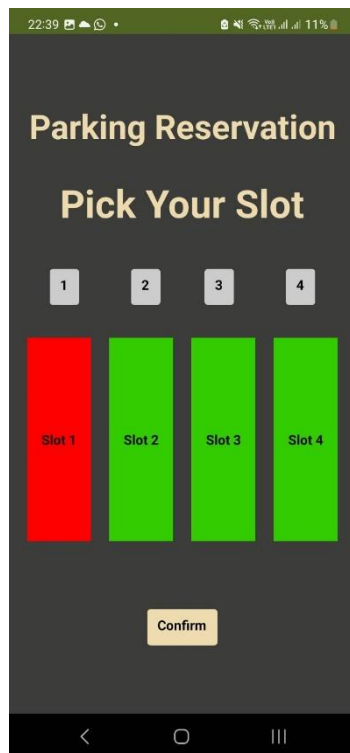 22:39 11%
Parking Reservation
Pick Your Slot
1 2 3 4
Slot 1 Slot 2 Slot 3 Slot 4
Confirm